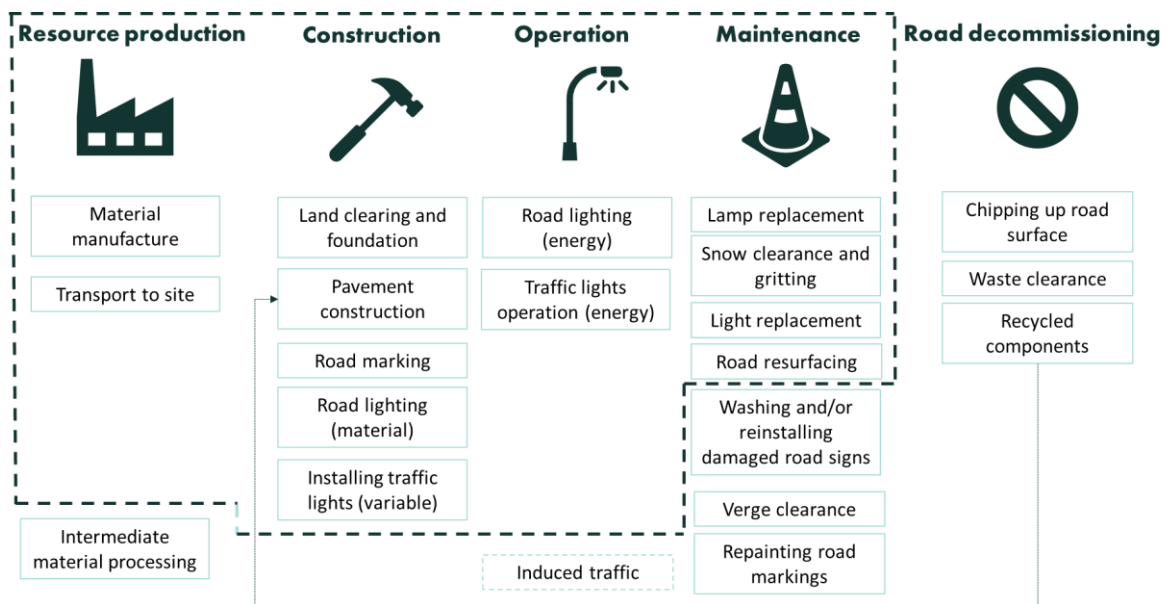 Resource production
Construction
Operation
Maintenance
Road decommissioning
Material
manufacture
Transport to site
Intermediate
material processing
Land clearing and
foundation
Pavement
construction
Road marking
Road lighting
(material)
Installing traffic
lights (variable)
Road lighting
(energy)
Traffic lights
operation (energy)
Induced traffic
Lamp replacement
Snow clearance and
gritting
Light replacement
Road resurfacing
Washing and/or
reinstalling
damaged road signs
Verge clearance
Repainting road
markings
Chipping up road
surface
Waste clearance
Recycled
components